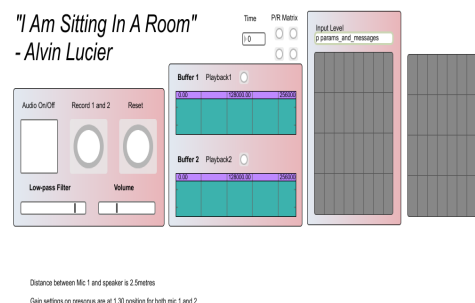 "I Am Sitting In A Room"
- Alvin Lucier
Time P/R Matrix
0
Input Level
p params_and_messages
Audio On/Off Record 1 and 2 Reset
Low-pass Filter Volume
Buffer 1 Playback1
0.00 128000.00 256000
Buffer 2 Playback2
0.00 128000.00 256000
Distance between Mic 1 and speaker is 2.5metres
Gain settings on presonus are at 1.30 position for both mic 1 and 2